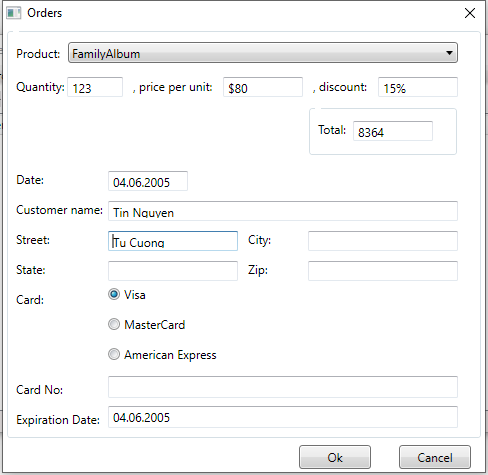 Orders
Product: FamilyAlbum
Quantity: 123 , price per unit: $80 , discount: 15%
Total: 8364
Date: 04.06.2005
Customer name: Tin Nguyen
Street: Tu Cuong City:
State: Zip:
Card: Visa
MasterCard
American Express
Card No:
Expiration Date: 04.06.2005
Ok Cancel